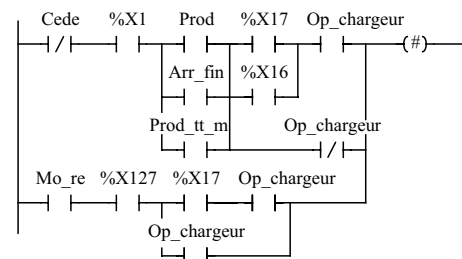 Cede %X1 Prod %X17 Op_chargeur
#
Arr_fin %X16
Prod_tt_m Op_chargeur
Mo_re %X127 %X17 Op_chargeur
Op_chargeur